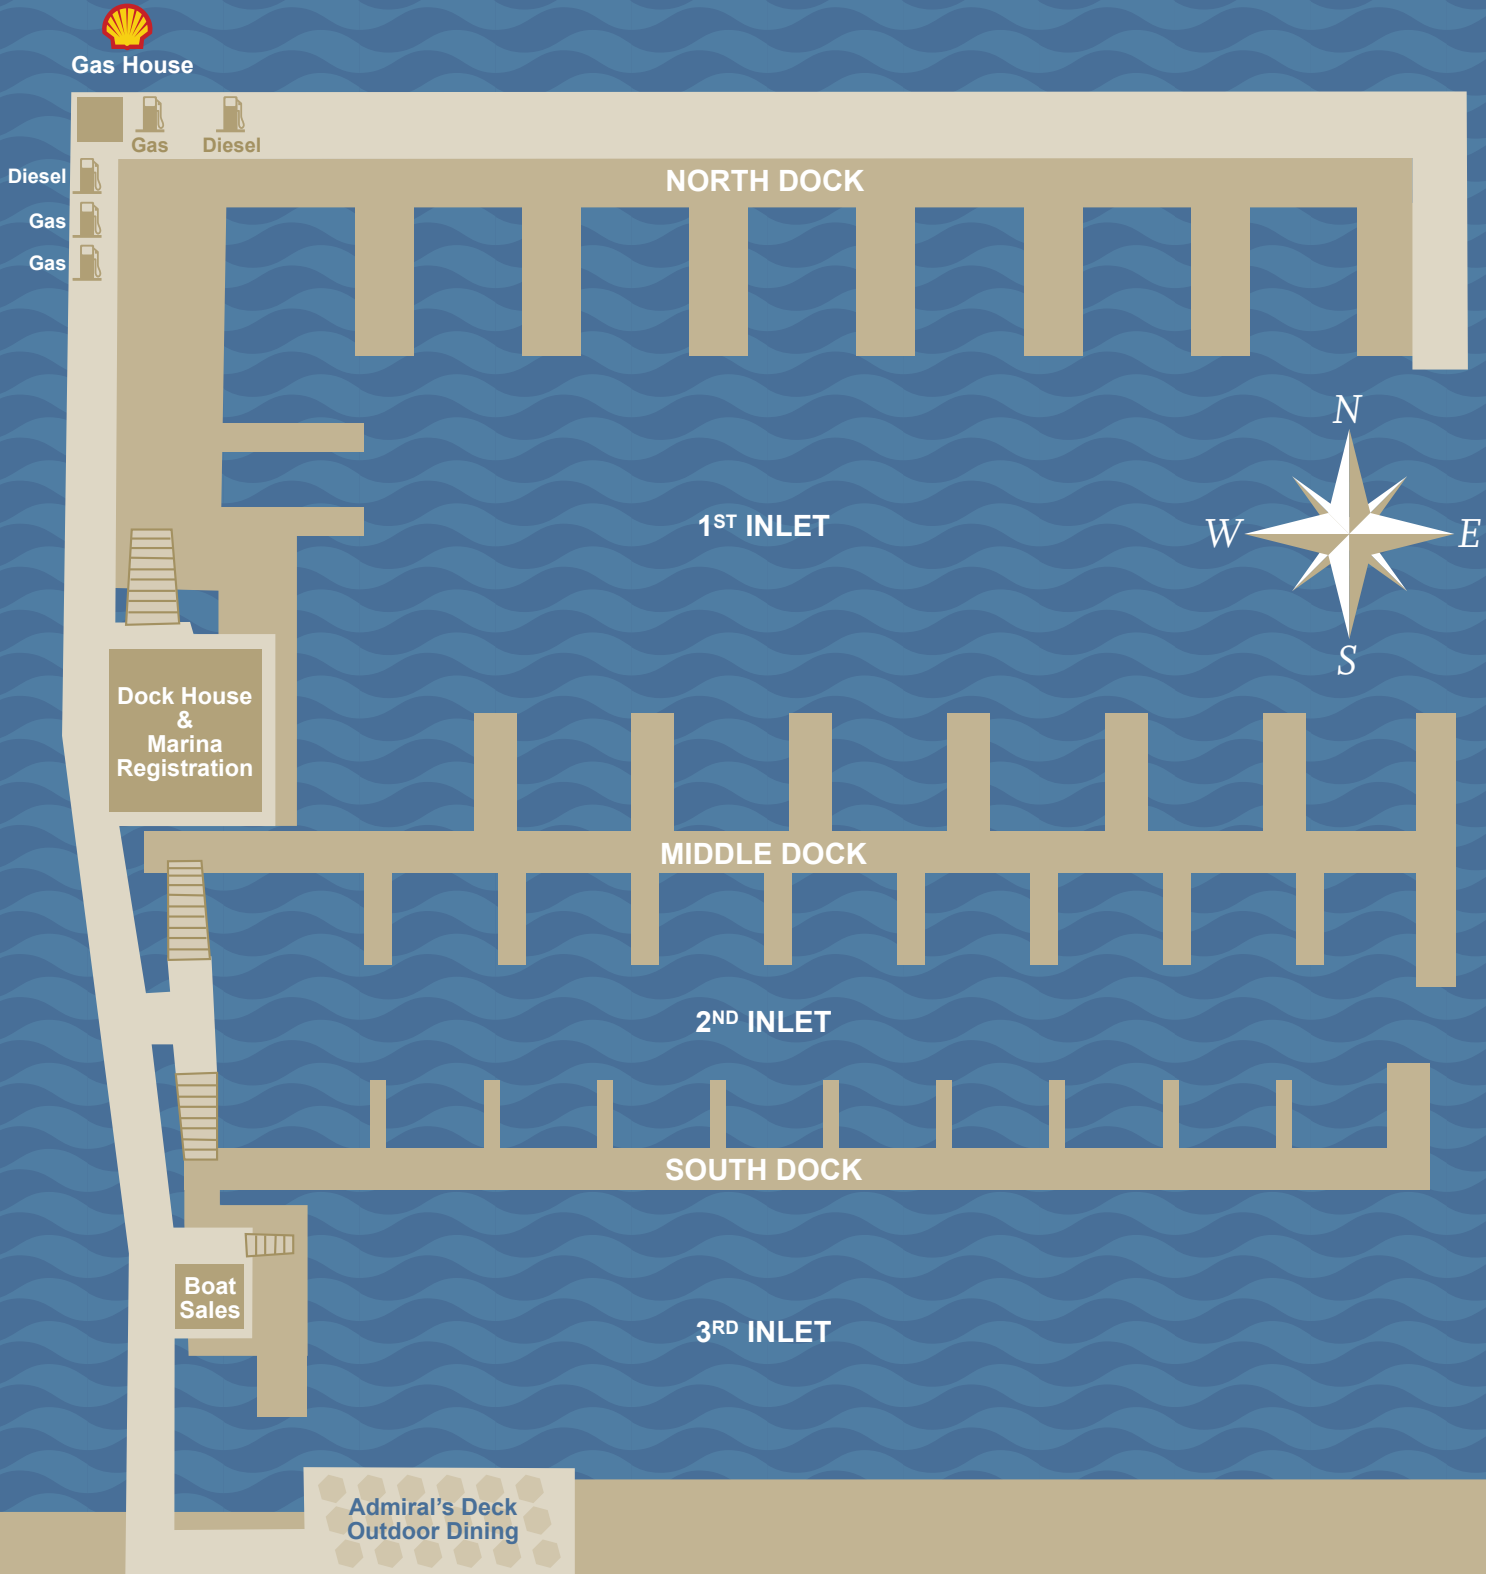 Gas House
Gas
Diesel
Diesel
Gas
Gas
NORTH DOCK
N
W
E
S
1ST INLET
Dock House
&
Marina
Registration
MIDDLE DOCK
2ND INLET
SOUTH DOCK
Boat
Sales
3RD INLET
Admiral’s Deck
Outdoor Dining